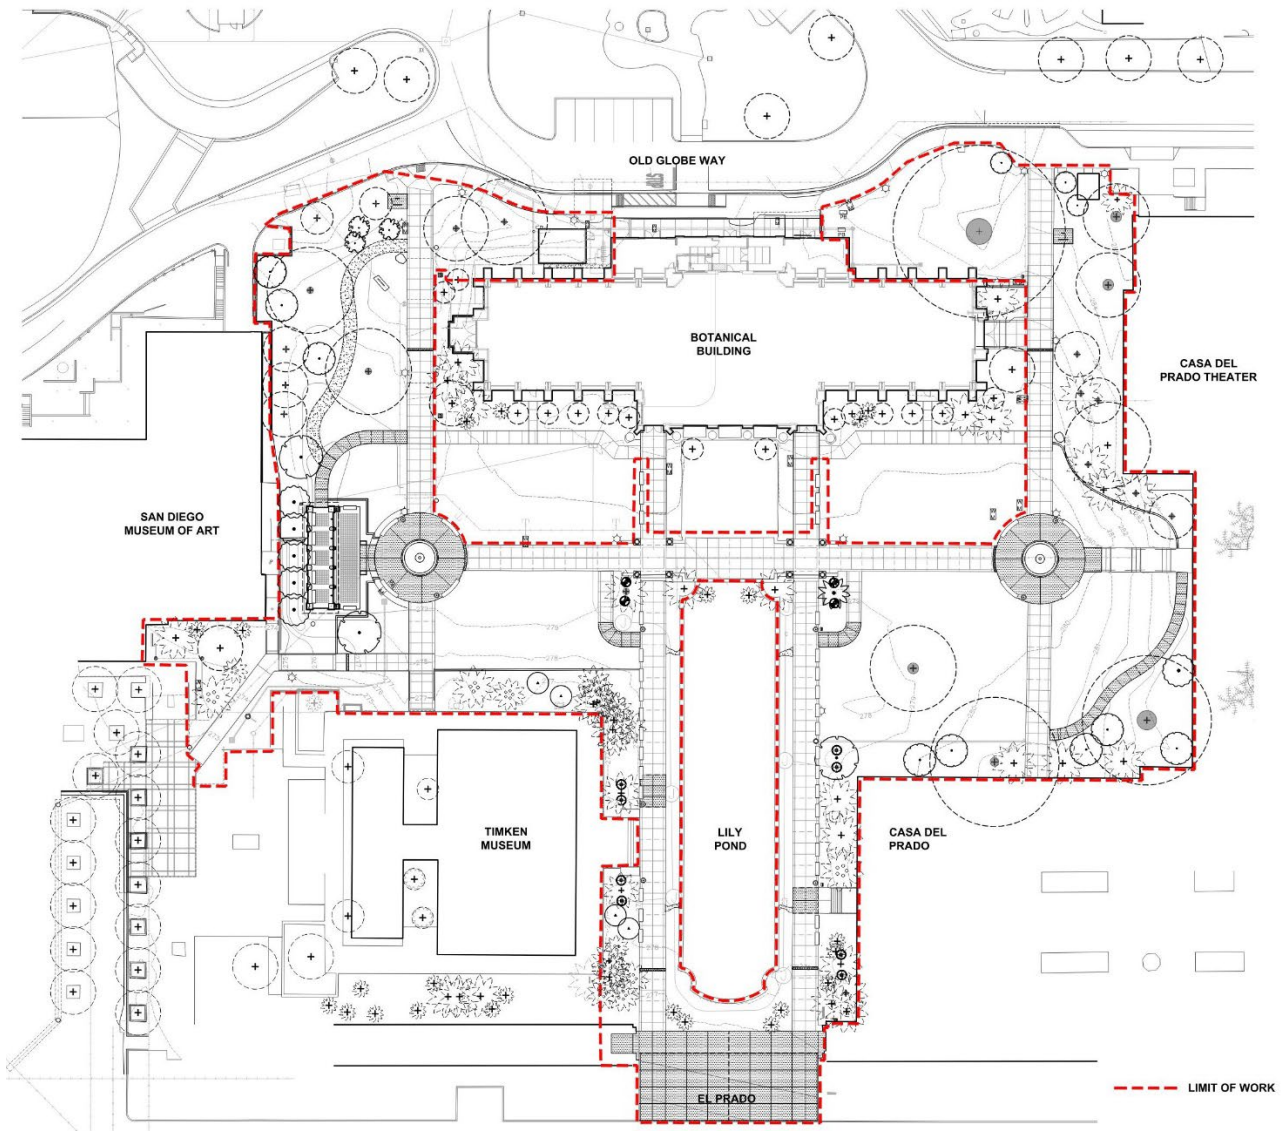 OLD GLOBE WAY
BOTANICAL
BUILDING
CASA DEL
PRADO THEATER
SAN DIEGO
MUSEUM OF ART
TIMKEN
MUSEUM
LILY
POND
CASA DEL
PRADO
LIMIT OF WORK
EL PRADO